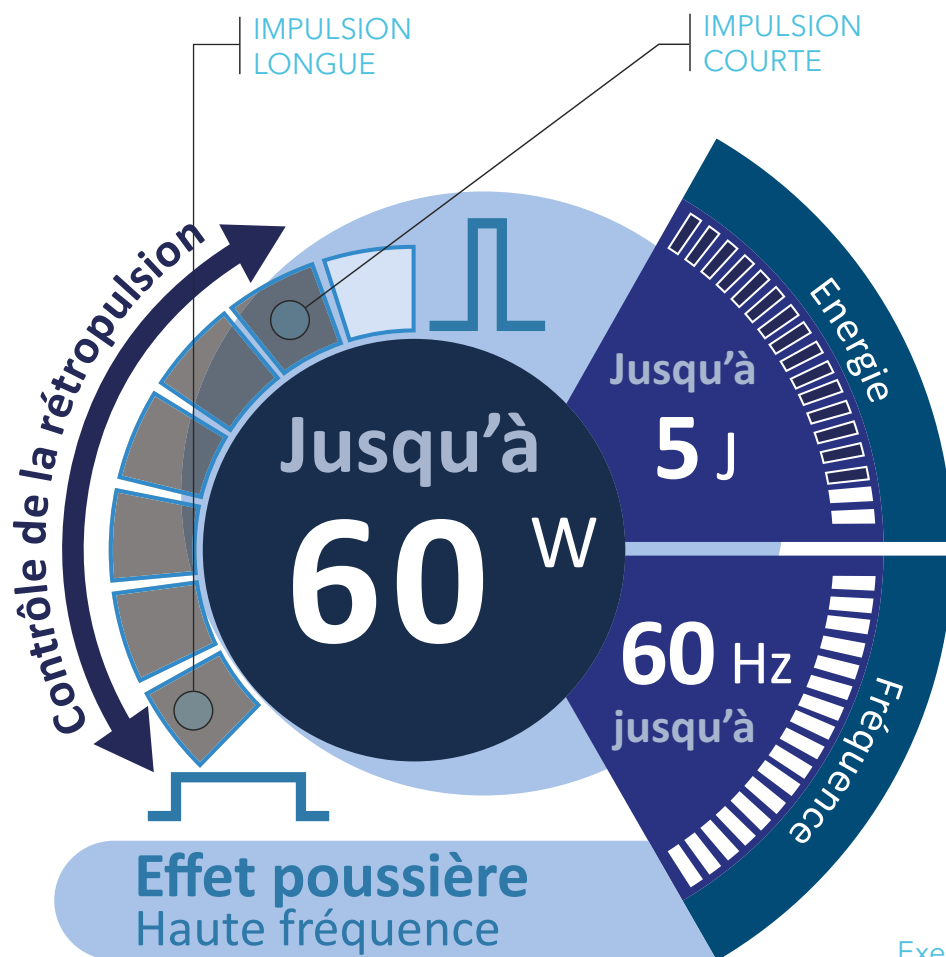 IMPULSION
LONGUE
IMPULSION
COURTE
Contrôle de la rétropulsion
Jusqu'à
60 W
Energie
Jusqu'à
5 J
60 Hz
jusqu'à
Fréquence
Effet poussière
Haute fréquence
Exe